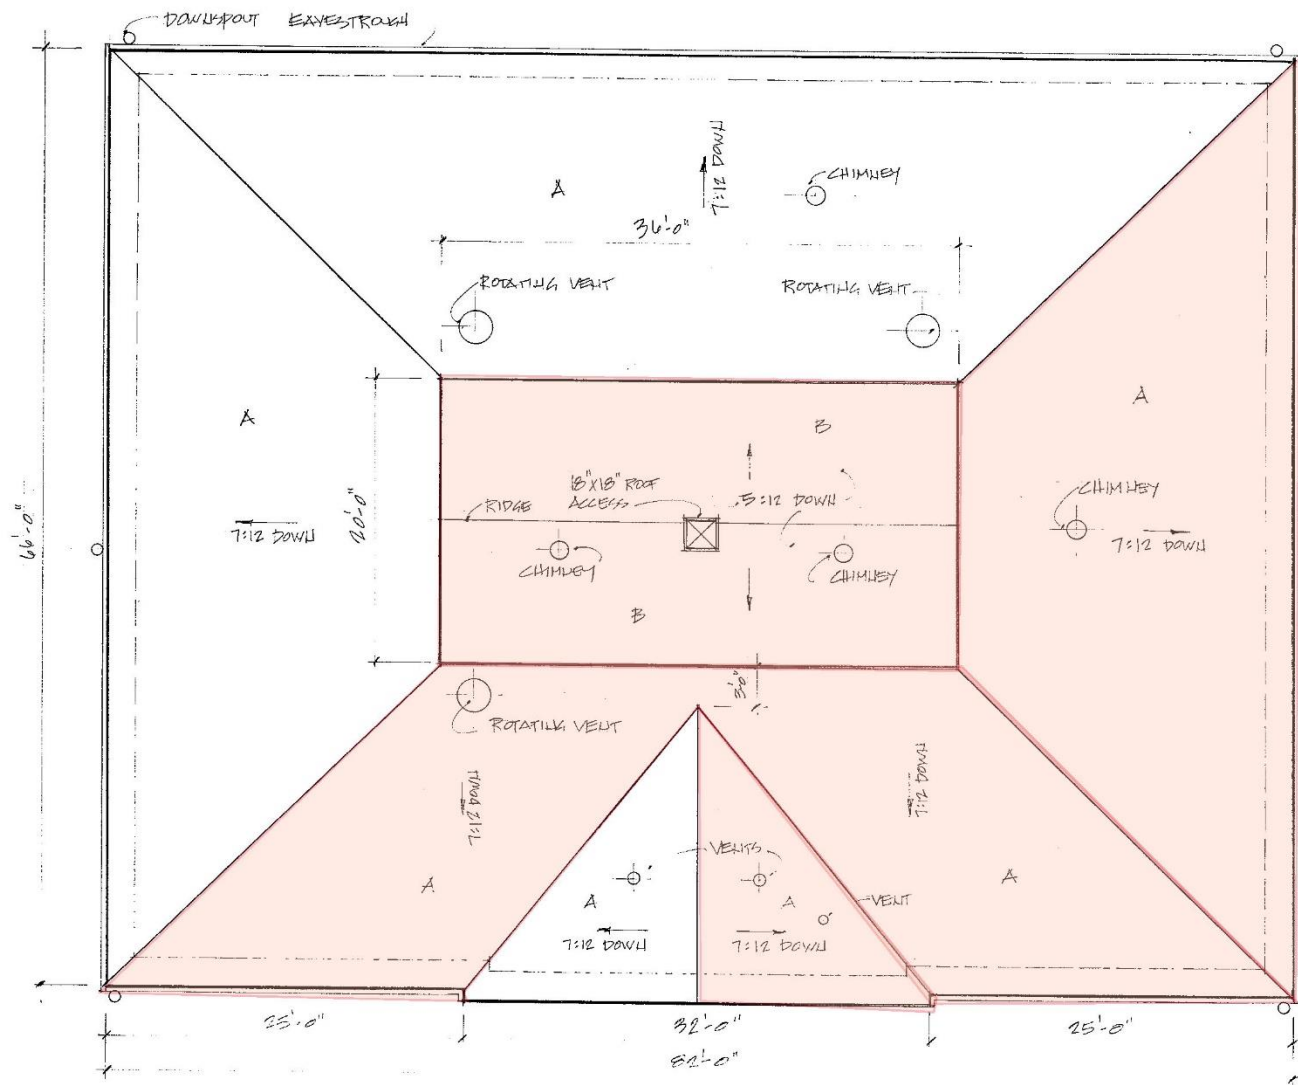 DOWNSPOUT EAVESTROUGH
7:12 DOWN
CHIMNEY
A
36'-0"
ROTATING VENT
ROTATING VENT
A
A
B
18"X18" ROOF
ACCESS
CHIMNEY
20'-0"
RIDGE
.5:12 DOWN
66'-0"
7:12 DOWN
7:12 DOWN
CHIMNEY
CHIMNEY
B
3'-0"
ROTATING VENT
7:12 DOWN
7:12 DOWN
VENTS
A
A
A
A
VENT
7:12 DOWN
7:12 DOWN
25'-0"
32'-0"
25'-0"
82'-0"